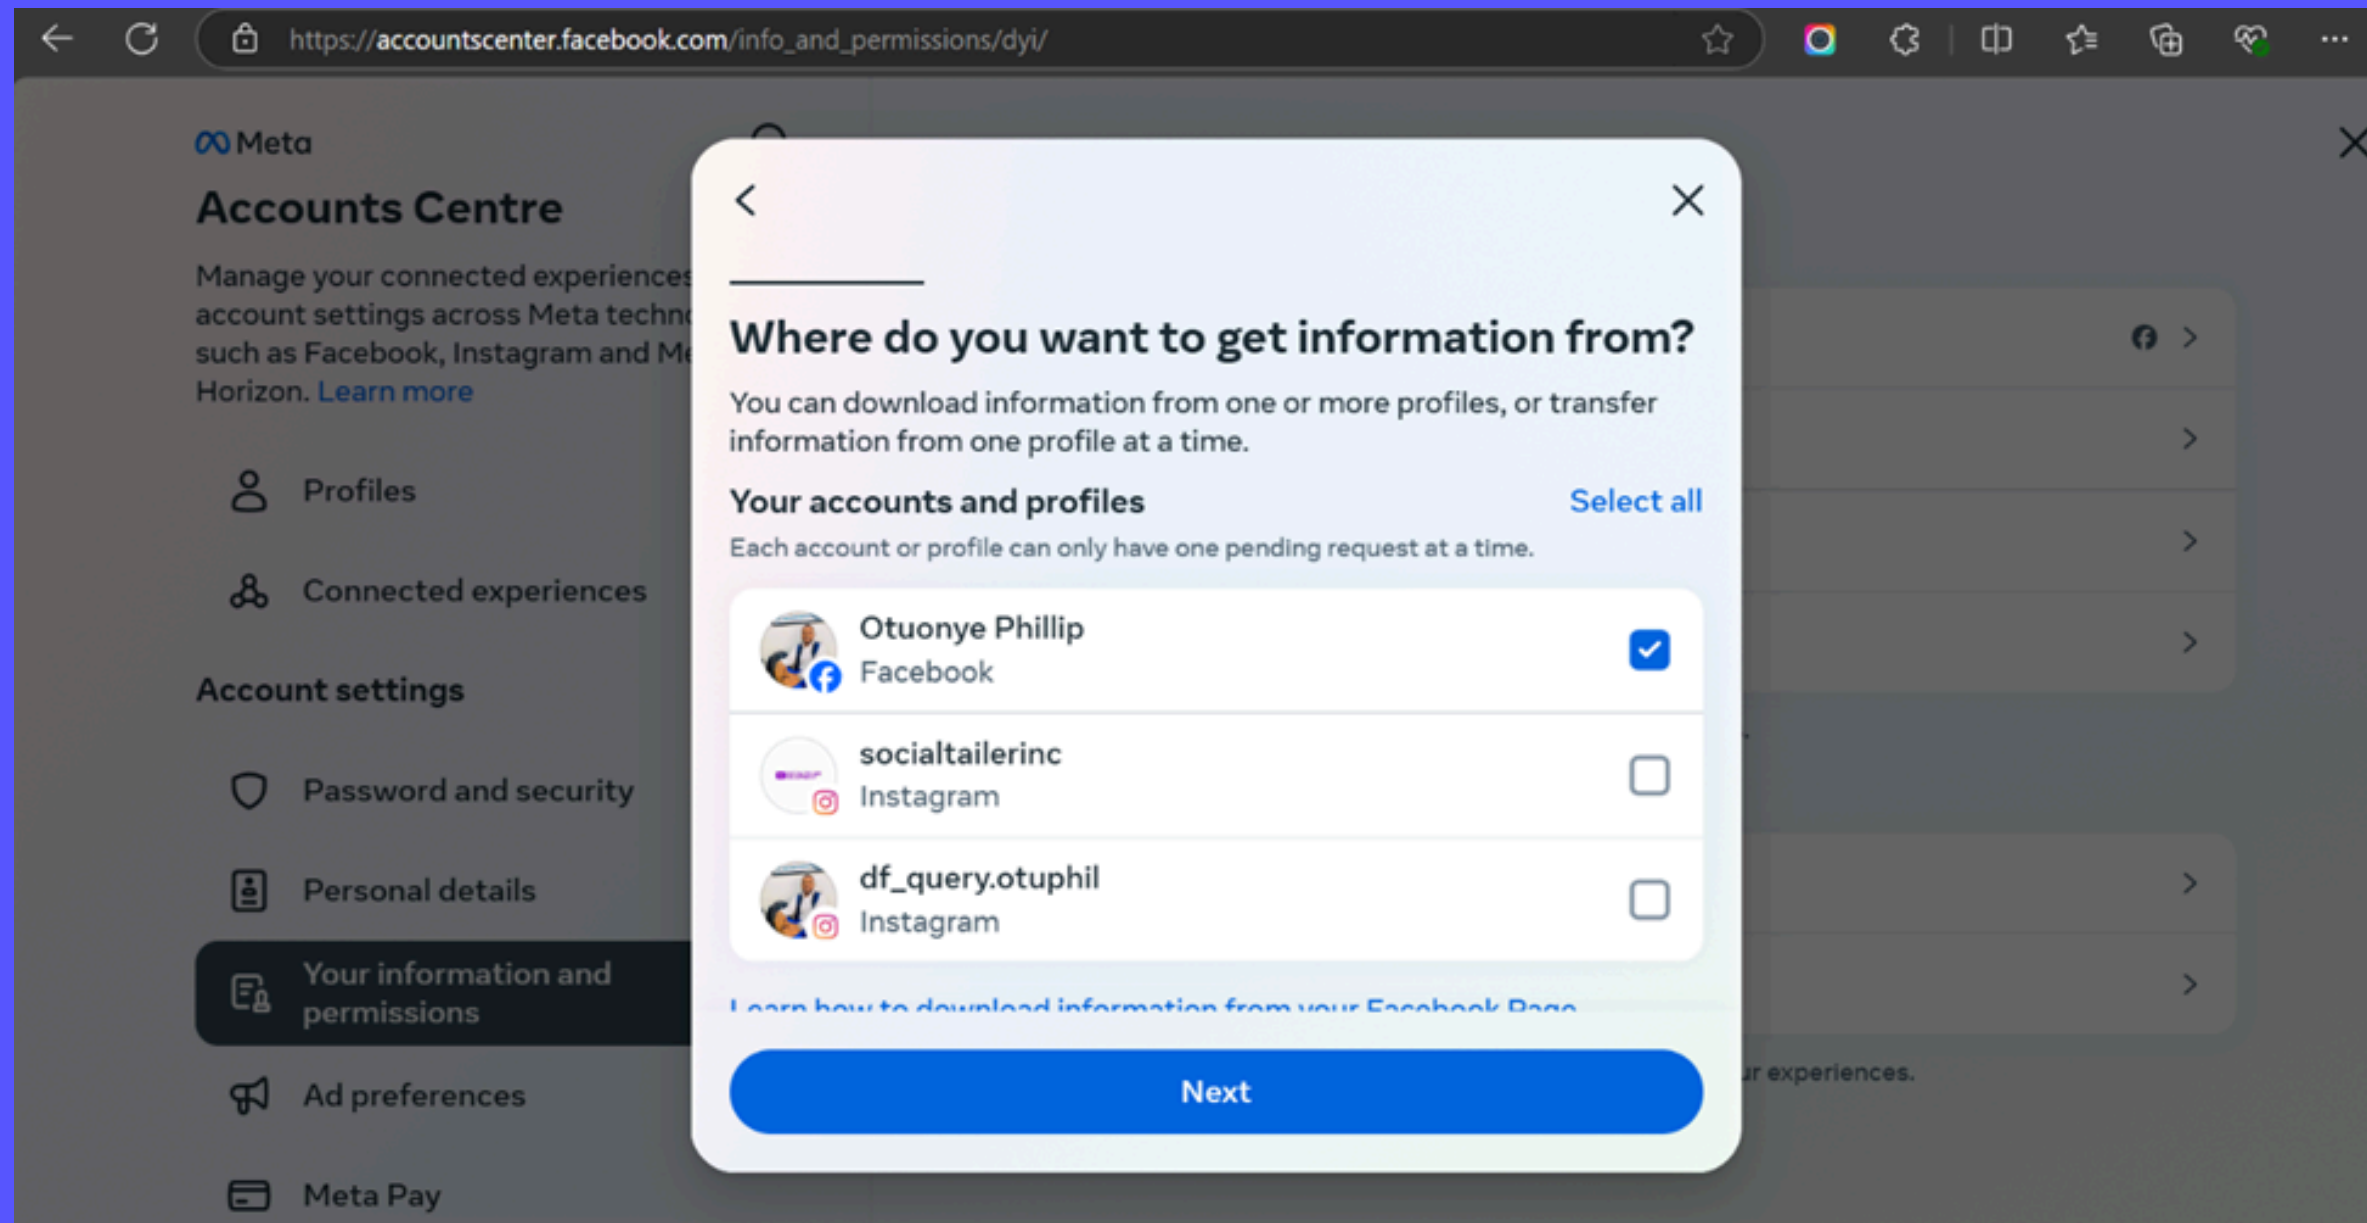 https://accountscenter.facebook.com/info_and_permissions/dyi/
Meta
Accounts Centre
Manage your connected experiences
account settings across Meta techno
such as Facebook, Instagram and Me
Horizon. Learn more
Profiles
Connected experiences
Account settings
Password and security
Personal details
Your information and
permissions
Ad preferences
Meta Pay
Where do you want to get information from?
You can download information from one or more profiles, or transfer
information from one profile at a time.
Your accounts and profiles
Select all
Each account or profile can only have one pending request at a time.
Otuonye Phillip
Facebook
socialtailerinc
Instagram
df_query.otuphil
Instagram
Learn how to download information from your Facebook Page
Next
ur experiences.